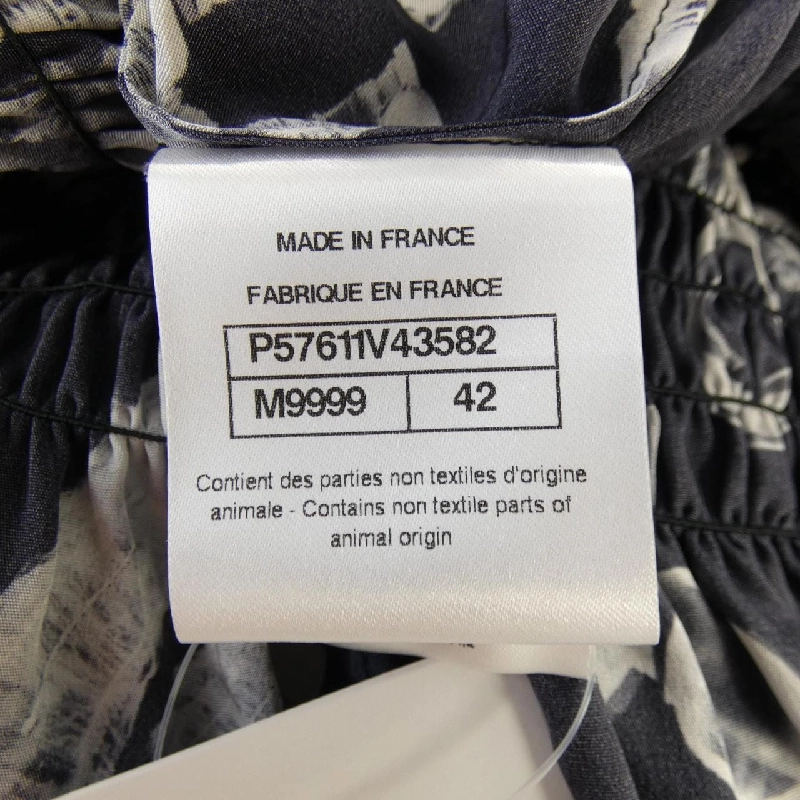 MADE IN FRANCE
FABRIQUE EN FRANCE
P57611V43582
M9999 42
Contient des parties non textiles d'origine
animale - Contains non textile parts of
animal origin